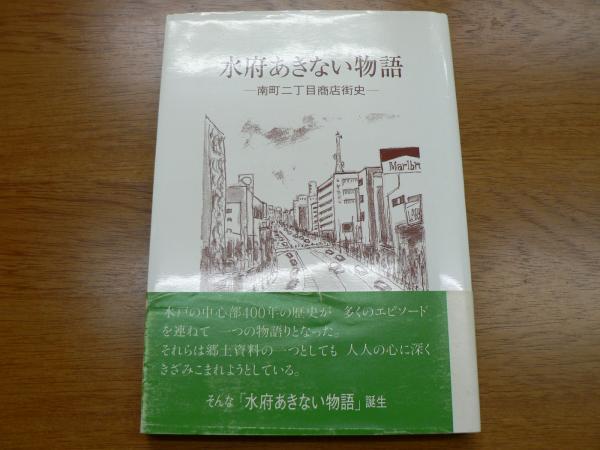 水府あきない物語
―南町二丁目商店街史―
Marlbr
水戸の中心部400年の歴史が　多くのエピソード
を連ねて　一つの物語りとなった。
それらは郷土資料の一つとしても　人人の心に深く
きざみこまれようとしている。
そんな「水府あきない物語」誕生